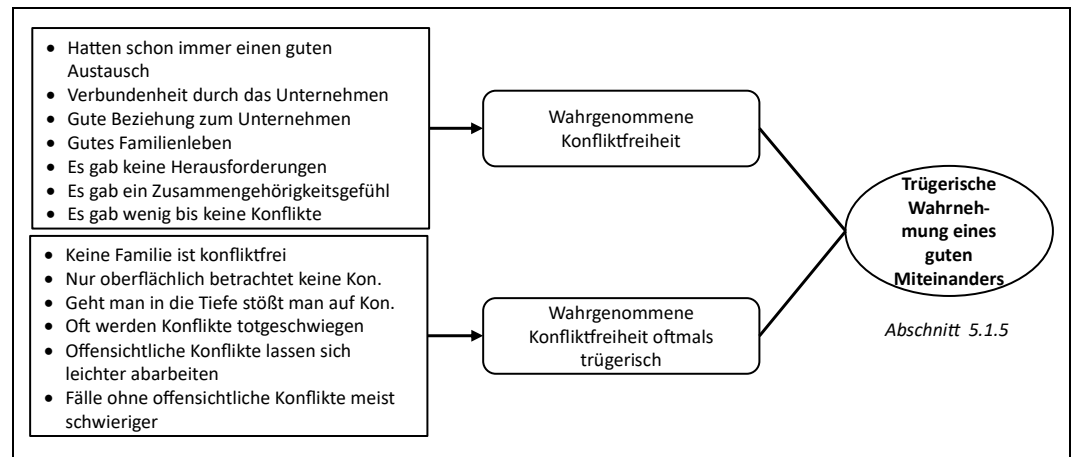 • Hatten schon immer einen guten
Austausch
• Verbundenheit durch das Unternehmen
• Gute Beziehung zum Unternehmen
• Gutes Familienleben
• Es gab keine Herausforderungen
• Es gab ein Zusammengehörigkeitsgefühl
• Es gab wenig bis keine Konflikte
Wahrgenommene
Konfliktfreiheit
• Keine Familie ist konfliktfrei
• Nur oberflächlich betrachtet keine Kon.
• Geht man in die Tiefe stößt man auf Kon.
• Oft werden Konflikte totgeschwiegen
• Offensichtliche Konflikte lassen sich
leichter abarbeiten
• Fälle ohne offensichtliche Konflikte meist
schwieriger
Wahrgenommene
Konfliktfreiheit oftmals
trügerisch
Trügerische
Wahrneh-
mung eines
guten
Miteinanders
Abschnitt 5.1.5